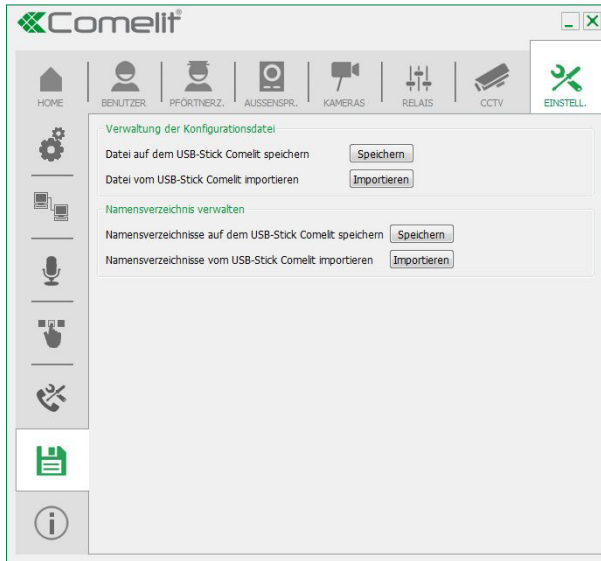 Comelit®
HOME
BENUTZER
PFÖRTNERZ.
AUSSENSPR.
KAMERAS
RELAIS
CCTV
EINSTELL.
Verwaltung der Konfigurationsdatei
Datei auf dem USB-Stick Comelit speichern Speichern
Datei vom USB-Stick Comelit importieren Importieren
Namensverzeichnis verwalten
Namensverzeichnisse auf dem USB-Stick Comelit speichern Speichern
Namensverzeichnisse vom USB-Stick Comelit importieren Importieren